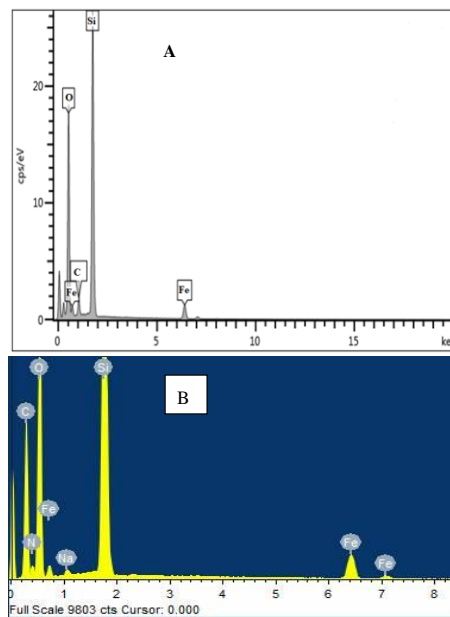 Si
A
20
O
cps/eV
10
C
Fe
Fe
0
0 5 10 15 ke
B
O Si
C
Fe
N
Na
Fe
Fe
0 1 2 3 4 5 6 7 8
Full Scale 9803 cts Cursor: 0.000